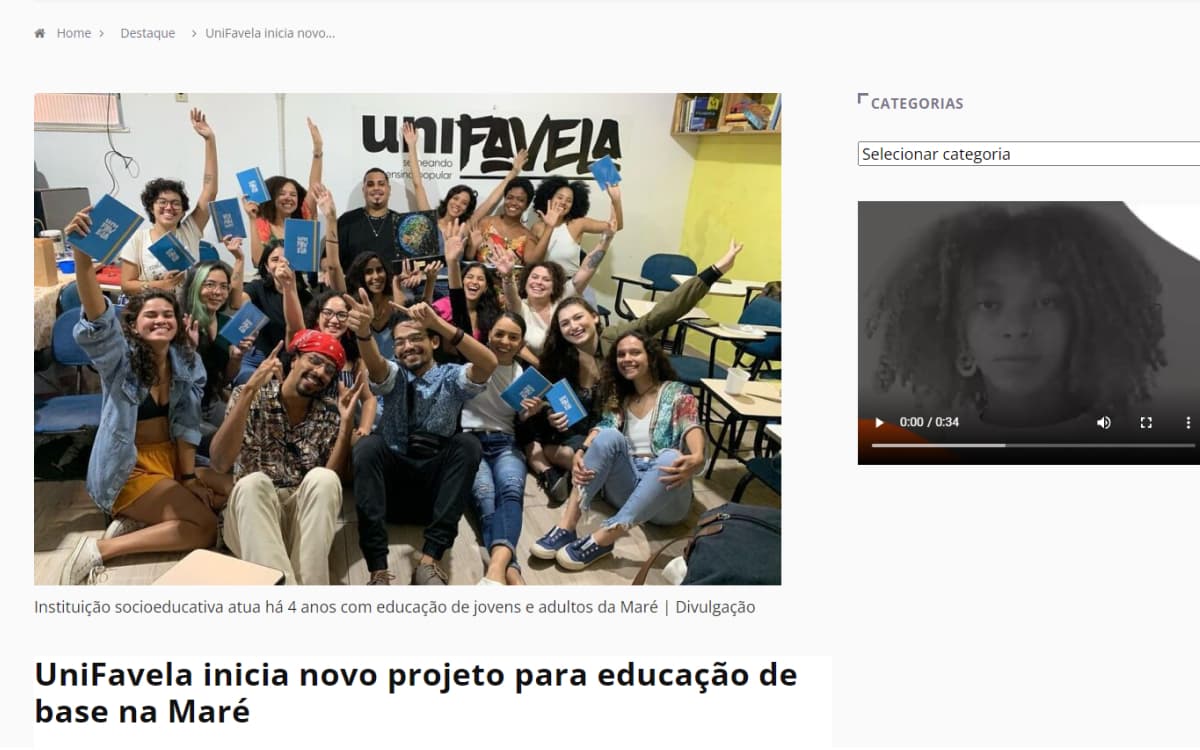 Home > Destaque > UniFavela inicia novo...
CATEGORIAS
Selecionar categoria
uniFAVELA
semeando
ensino popular
0:00 / 0:34
Instituição socioeducativa atua há 4 anos com educação de jovens e adultos da Maré | Divulgação
UniFavela inicia novo projeto para educação de
base na Maré